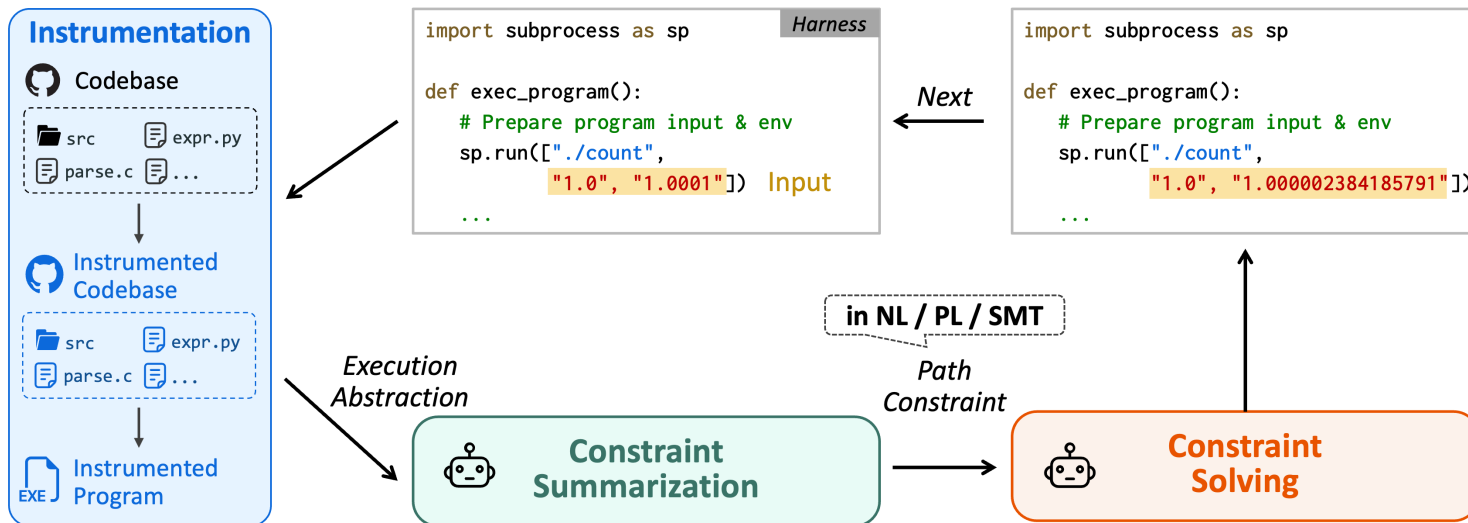 Instrumentation
Codebase
src
expr.py
parse.c
...
Instrumented
Codebase
src
expr.py
parse.c
...
EXE
Instrumented
Program
Harness
import subprocess as sp
def exec_program():
# Prepare program input & env
sp.run(["./count",
"1.0", "1.0001"]) Input
...
Next
import subprocess as sp
def exec_program():
# Prepare program input & env
sp.run(["./count",
"1.0", "1.000002384185791"])
...
Execution
Abstraction
Constraint
Summarization
in NL / PL / SMT
Path
Constraint
Constraint
Solving